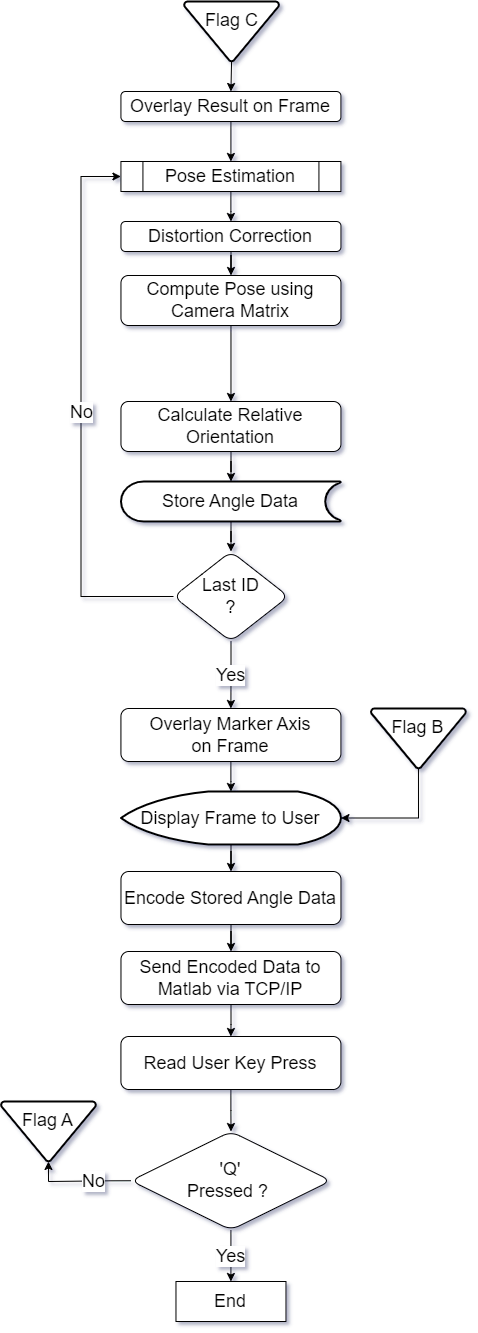 Flag C
Overlay Result on Frame
Pose Estimation
Distortion Correction
Compute Pose using
Camera Matrix
No
Calculate Relative
Orientation
Store Angle Data
Last ID
?
Yes
Overlay Marker Axis
on Frame
Flag B
Display Frame to User
Encode Stored Angle Data
Send Encoded Data to
Matlab via TCP/IP
Read User Key Press
Flag A
'Q'
Pressed ?
No
Yes
End